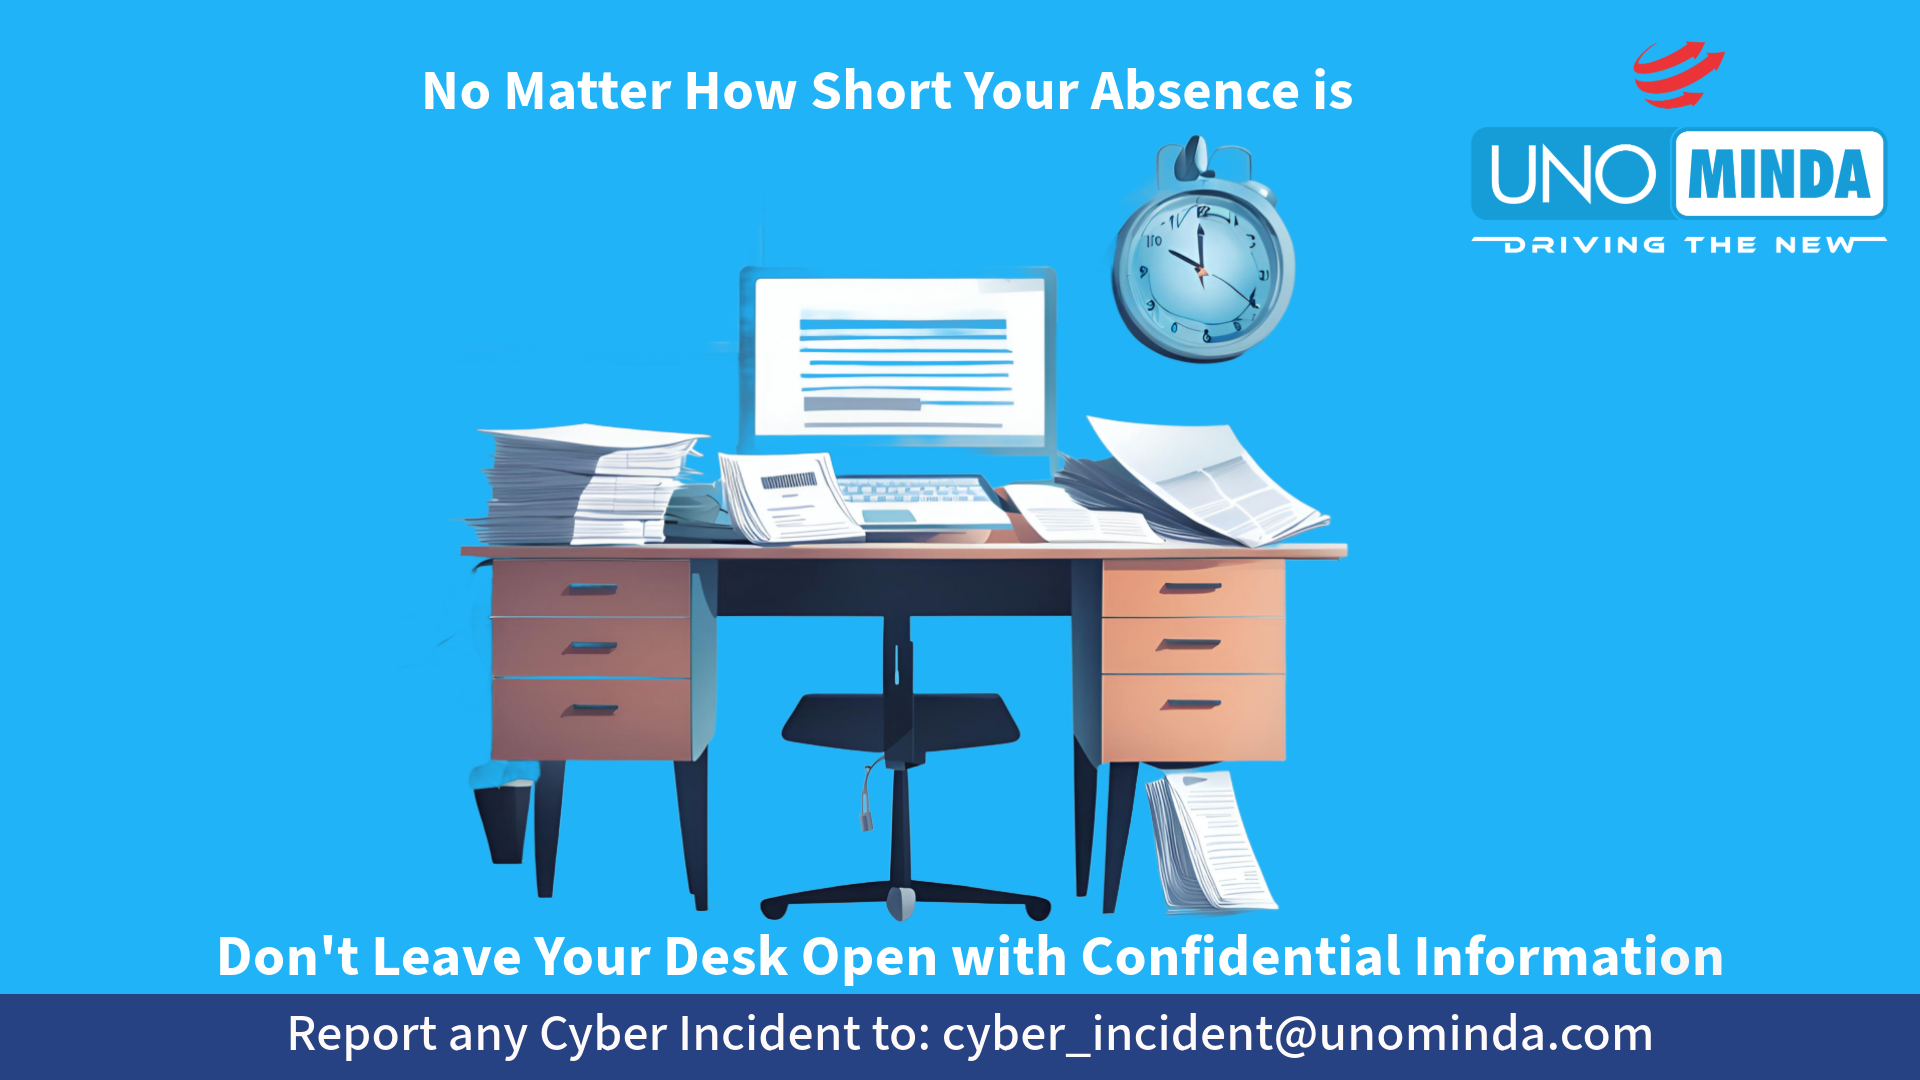 No Matter How Short Your Absence is
UNO MINDA
DRIVING THE NEW
Don't Leave Your Desk Open with Confidential Information
Report any Cyber Incident to: cyber_incident@unominda.com